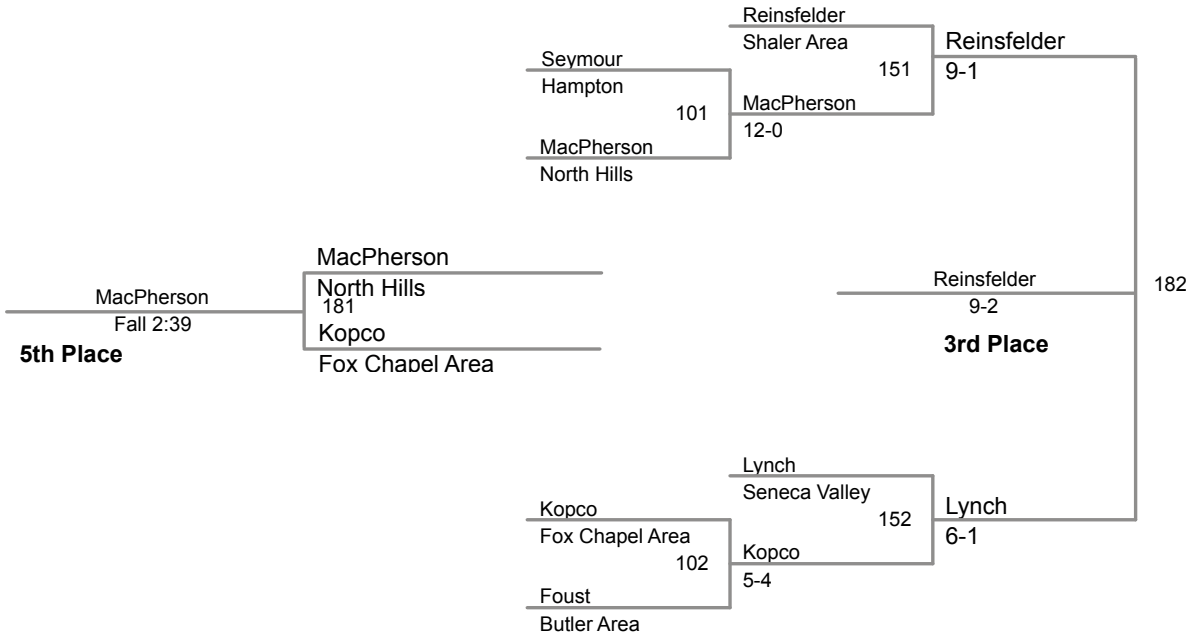 Reinsfelder
Shaler Area
Reinsfelder
151
9-1
Seymour
Hampton
101
MacPherson
12-0
MacPherson
North Hills
MacPherson
North Hills
181
Kopco
Fox Chapel Area
MacPherson
Fall 2:39
5th Place
Reinsfelder
9-2
3rd Place
182
Lynch
Seneca Valley
152
Lynch
6-1
Kopco
Fox Chapel Area
102
Kopco
5-4
Foust
Butler Area